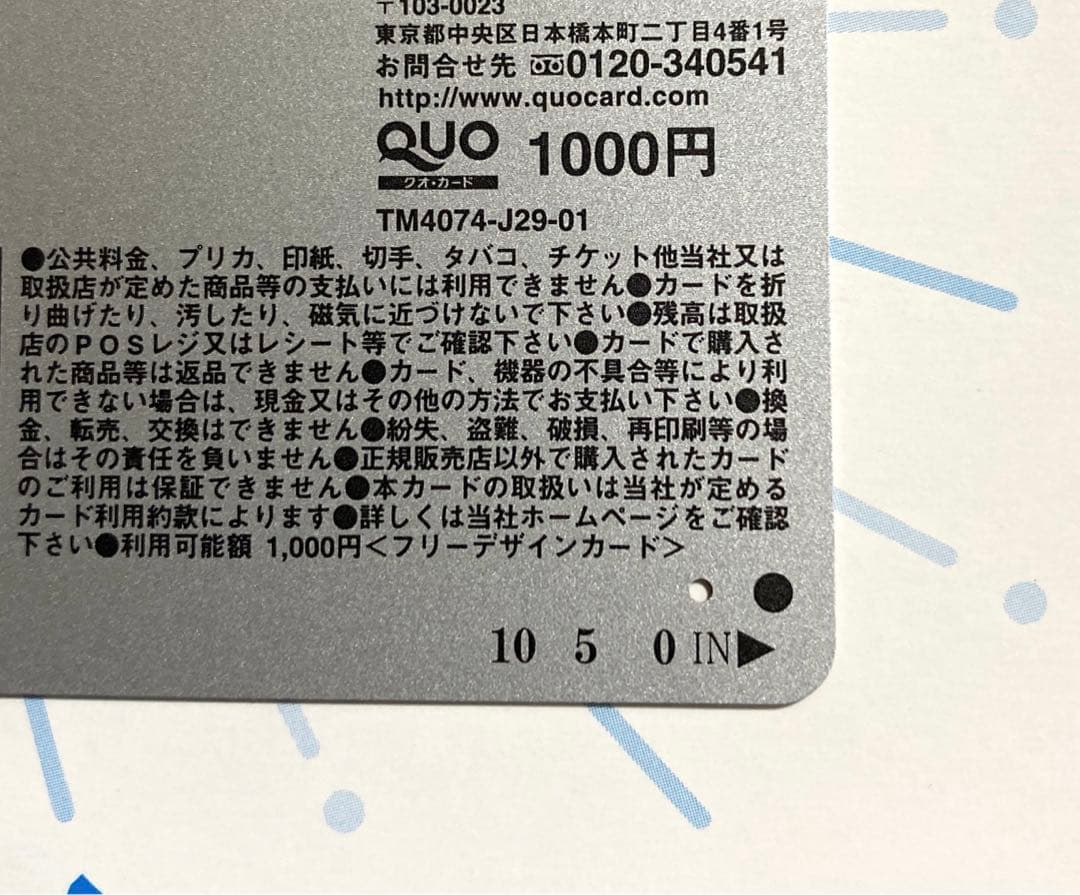 〒103-0023
東京都中央区日本橋本町二丁目4番1号
お問合せ先 0120-340541
http://www.quocard.com
QUO 1000円
クオ・カード
TM4074-J29-01
●公共料金、プリカ、印紙、切手、タバコ、チケット他当社又は
取扱店が定めた商品等の支払いには利用できません●カードを折
り曲げたり、汚したり、磁気に近づけないで下さい●残高は取扱
店のPOSレジ又はレシート等でご確認下さい●カードで購入さ
れた商品等は返品できません●カード、機器の不具合等により利
用できない場合は、現金又はその他の方法でお支払い下さい●換
金、転売、交換はできません●紛失、盗難、破損、再印刷等の場
合はその責任を負いません●正規販売店以外で購入されたカード
のご利用は保証できません●本カードの取扱いは当社が定める
カード利用約款によります●詳しくは当社ホームページをご確認
下さい●利用可能額 1,000円＜フリーデザインカード＞
10 5 0 IN▶